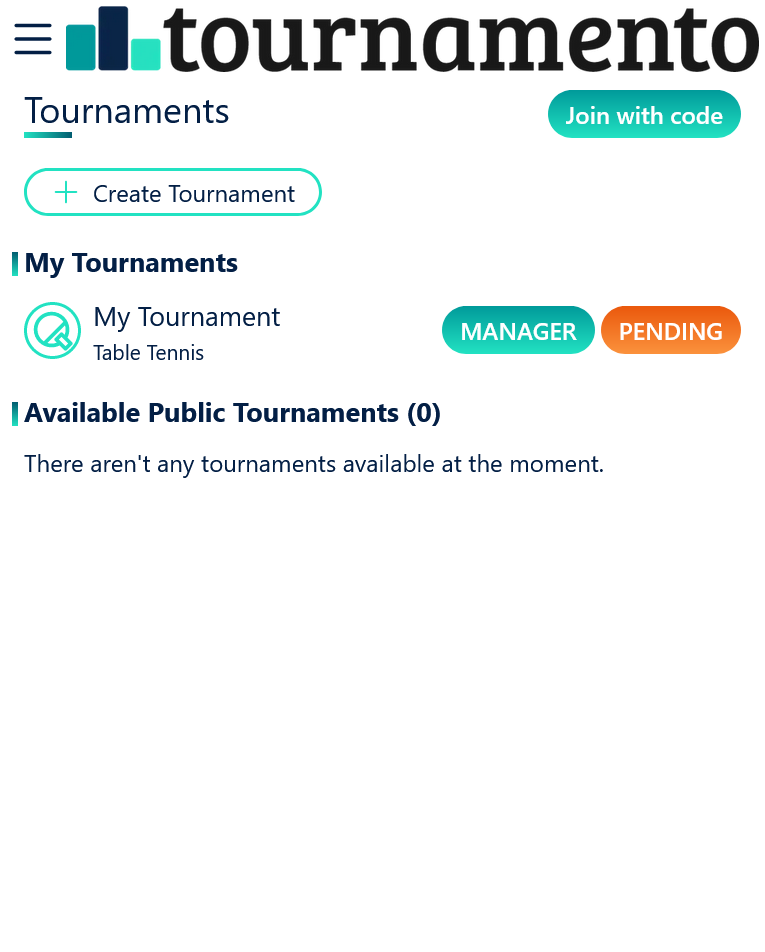 tournamento
Tournaments
Join with code
Create Tournament
My Tournaments
My Tournament
Table Tennis
MANAGER
PENDING
Available Public Tournaments (0)
There aren't any tournaments available at the moment.